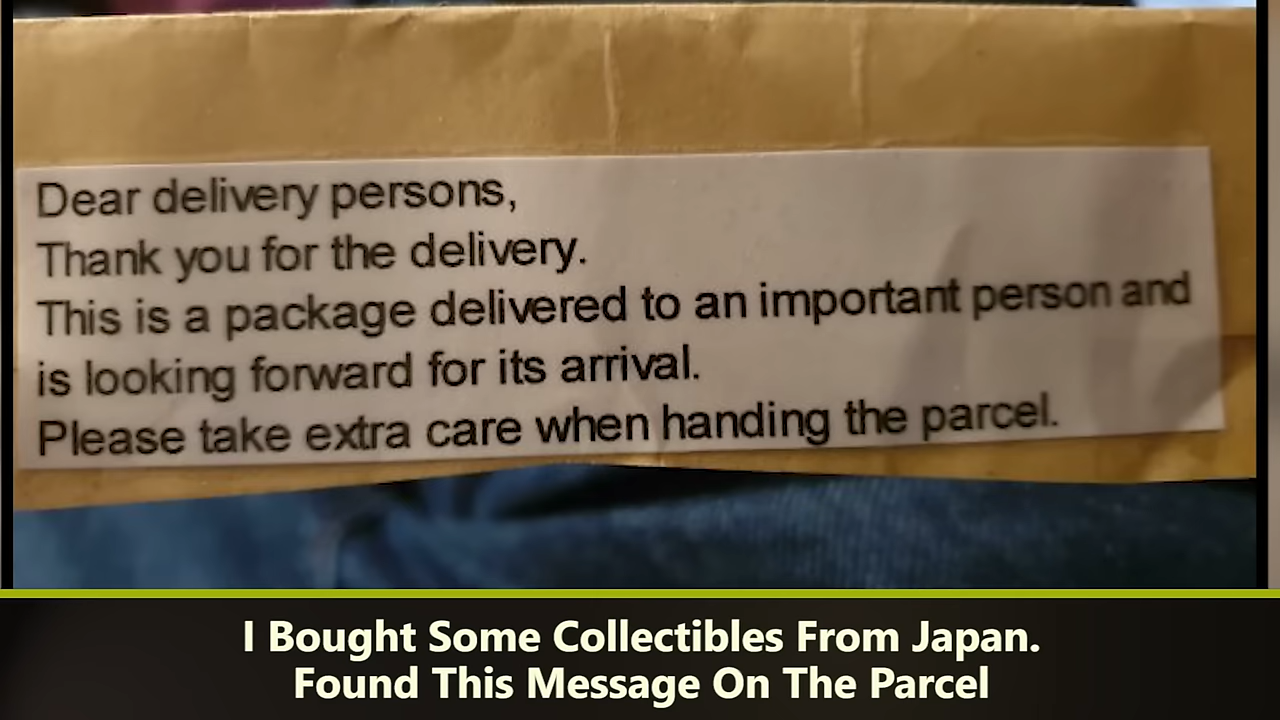 Dear delivery persons,
Thank you for the delivery.
This is a package delivered to an important person and
is looking forward for its arrival.
Please take extra care when handing the parcel.
I Bought Some Collectibles From Japan.
Found This Message On The Parcel